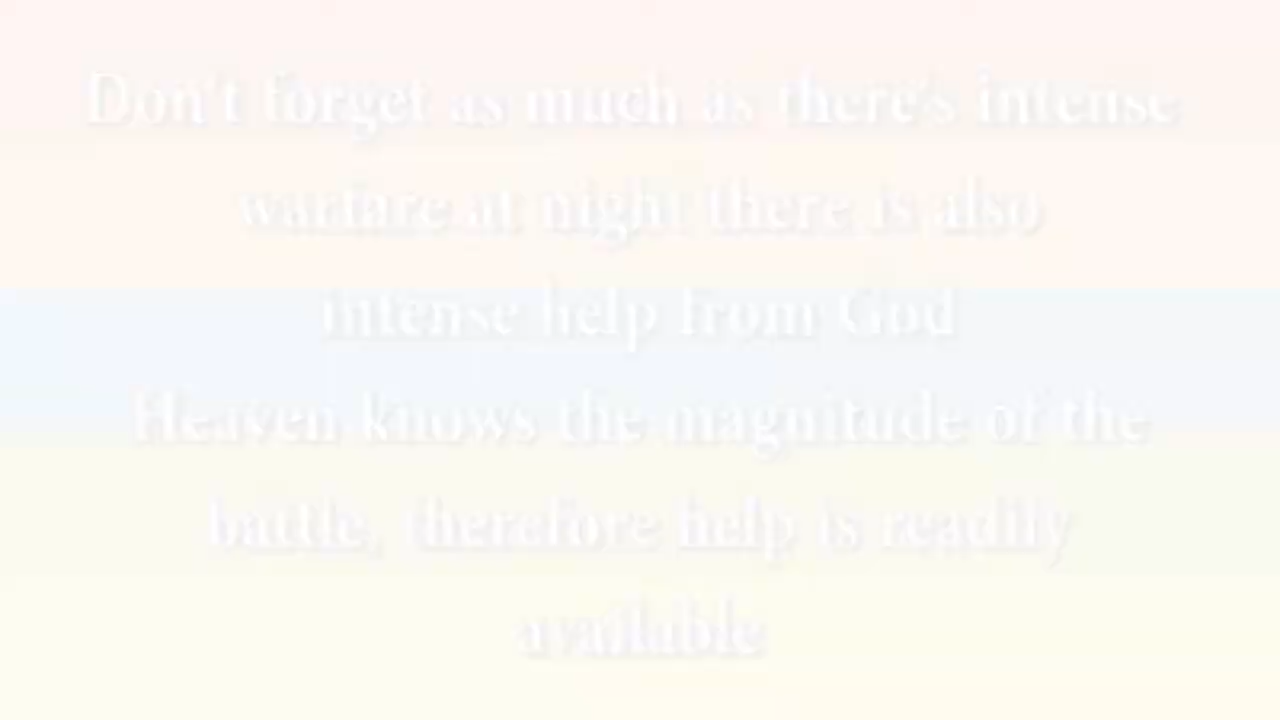 Don't forget as much as there's intense
warfare at night there is also
intense help from God
Heaven knows the magnitude of the
battle, therefore help is readily
available